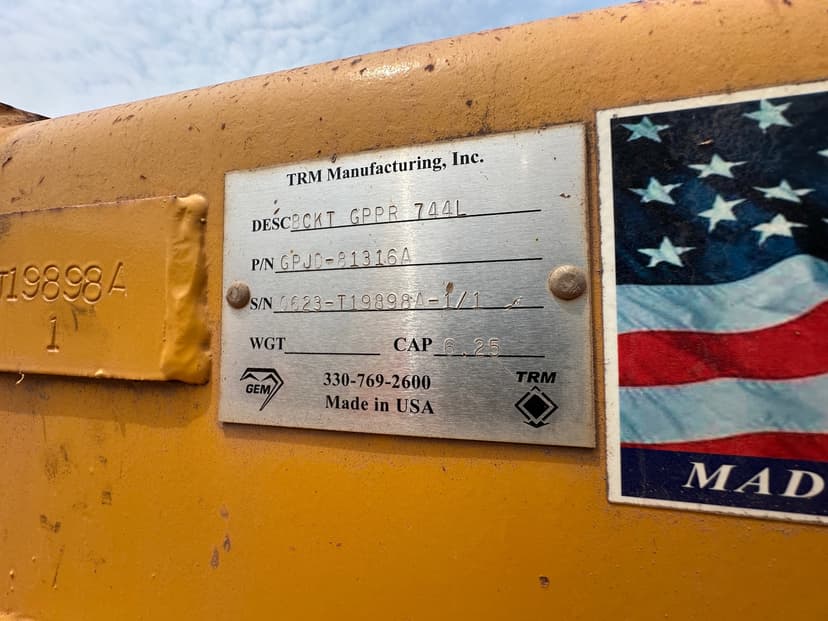 TRM Manufacturing, Inc.
DESC BCKT GPPR 744L
P/N GPJD-81316A
S/N 0623-T19898A-1/1
WGT CAP 6.25
GEM 330-769-2600 TRM
Made in USA
T19898A
1
MAD